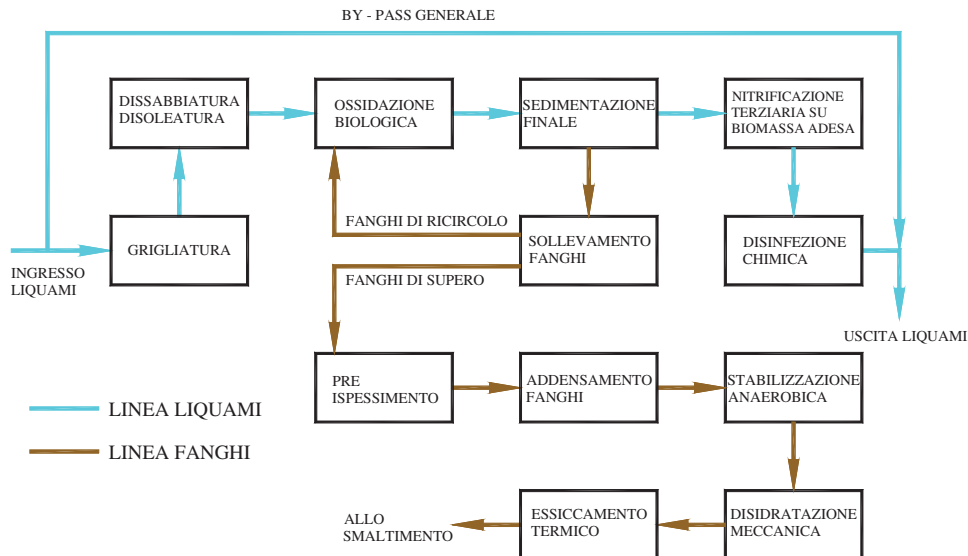 BY - PASS GENERALE
DISSABBIATURA
DISOLEATURA
OSSIDAZIONE
BIOLOGICA
SEDIMENTAZIONE
FINALE
NITRIFICAZIONE
TERZIARIA SU
BIOMASSA ADESA
FANGHI DI RICIRCOLO
GRIGLIATURA
SOLLEVAMENTO
FANGHI
DISINFEZIONE
CHIMICA
INGRESSO
LIQUAMI
FANGHI DI SUPERO
USCITA LIQUAMI
PRE
ISPESSIMENTO
ADDENSAMENTO
FANGHI
STABILIZZAZIONE
ANAEROBICA
LINEA LIQUAMI
LINEA FANGHI
ALLO
SMALTIMENTO
ESSICCAMENTO
TERMICO
DISIDRATAZIONE
MECCANICA